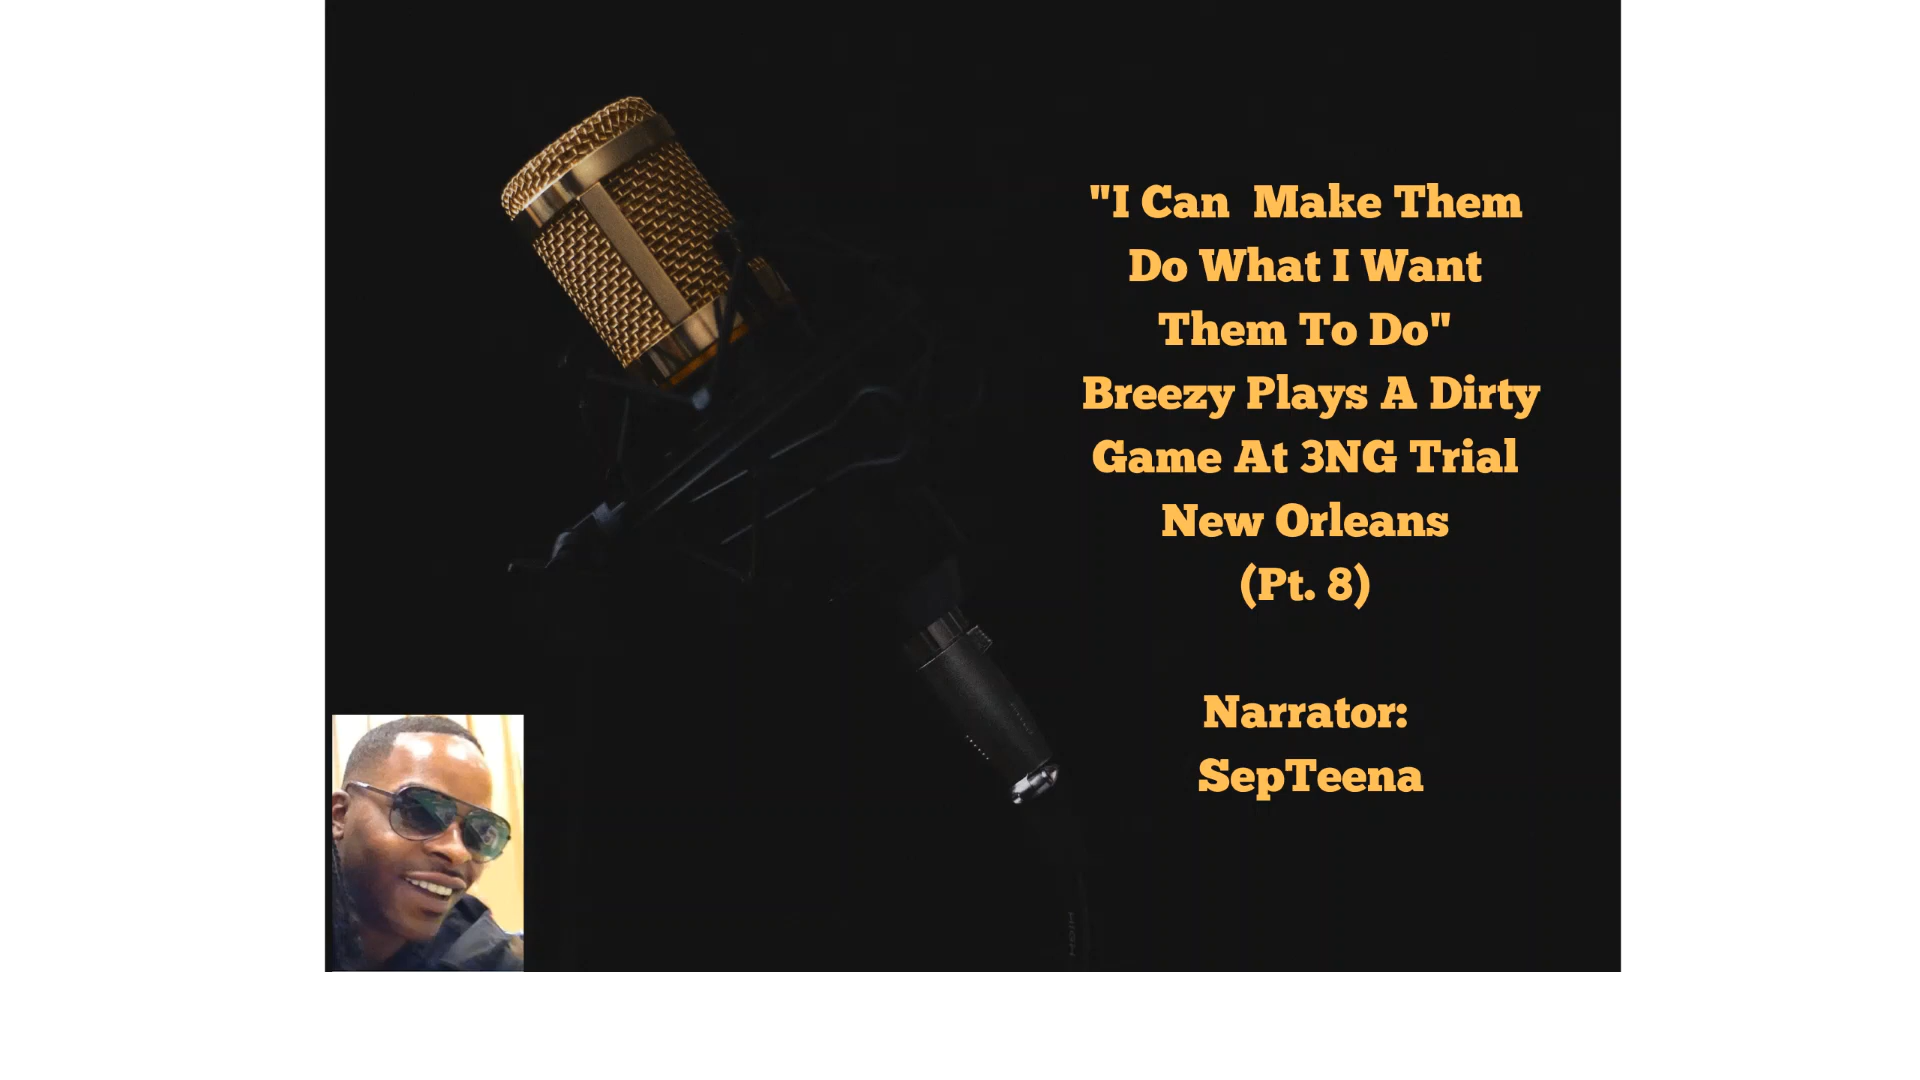 "I Can  Make Them
Do What I Want
Them To Do"
Breezy Plays A Dirty
Game At 3NG Trial
New Orleans
(Pt. 8)
Narrator:
SepTeena